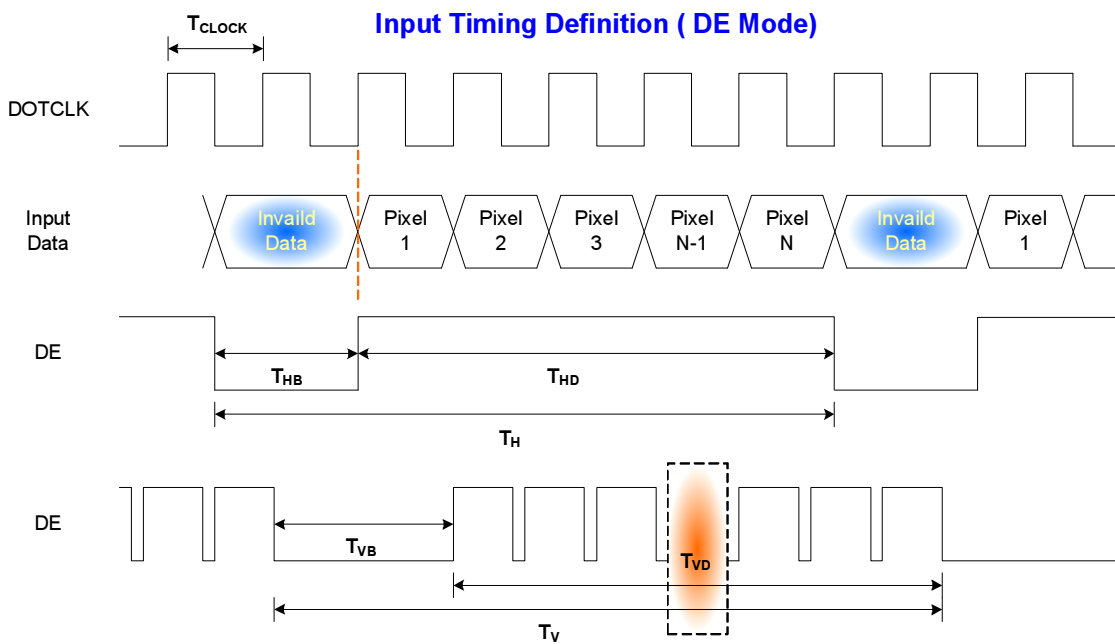 Input Timing Definition ( DE Mode)
TCLOCK
DOTCLK
Input
Data
Invaild
Data
Pixel
1
Pixel
2
Pixel
3
Pixel
N-1
Pixel
N
Invaild
Data
Pixel
1
DE
THB
THD
TH
DE
TVB
TVD
TV